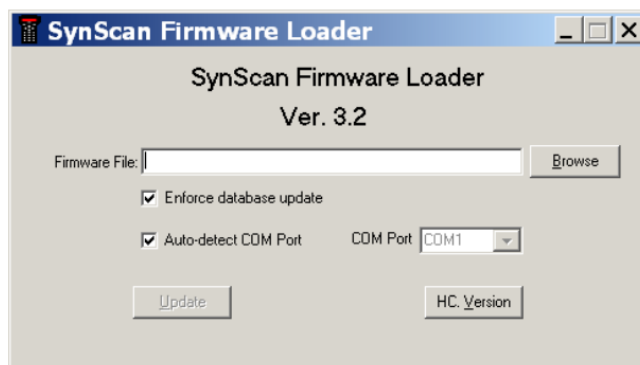 SynScan Firmware Loader
SynScan Firmware Loader
Ver. 3.2
Firmware File: Browse
Enforce database update
Auto-detect COM Port COM Port COM1
Update HC. Version